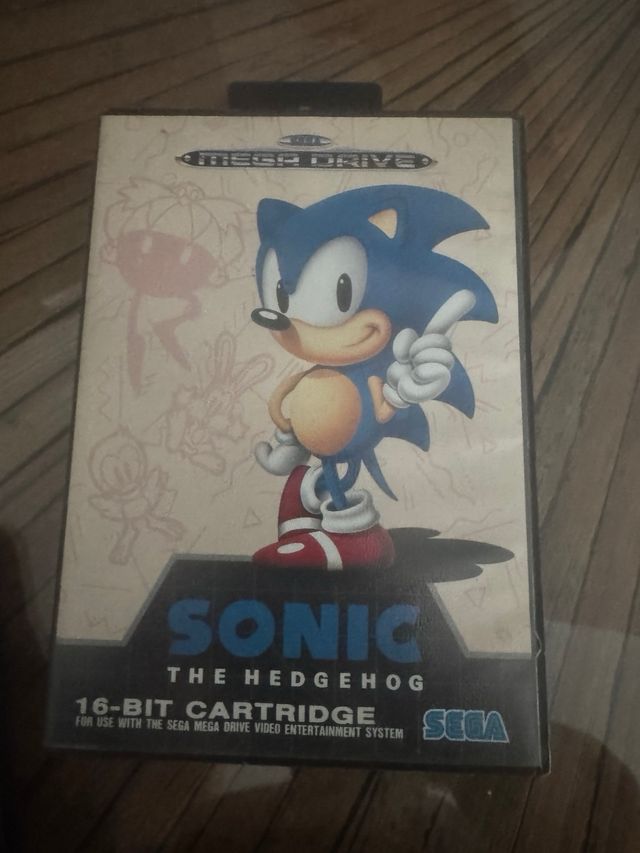 SEGA
MEGA DRIVE
SONIC
THE HEDGEHOG
16-BIT CARTRIDGE
FOR USE WITH THE SEGA MEGA DRIVE VIDEO ENTERTAINMENT SYSTEM
SEGA